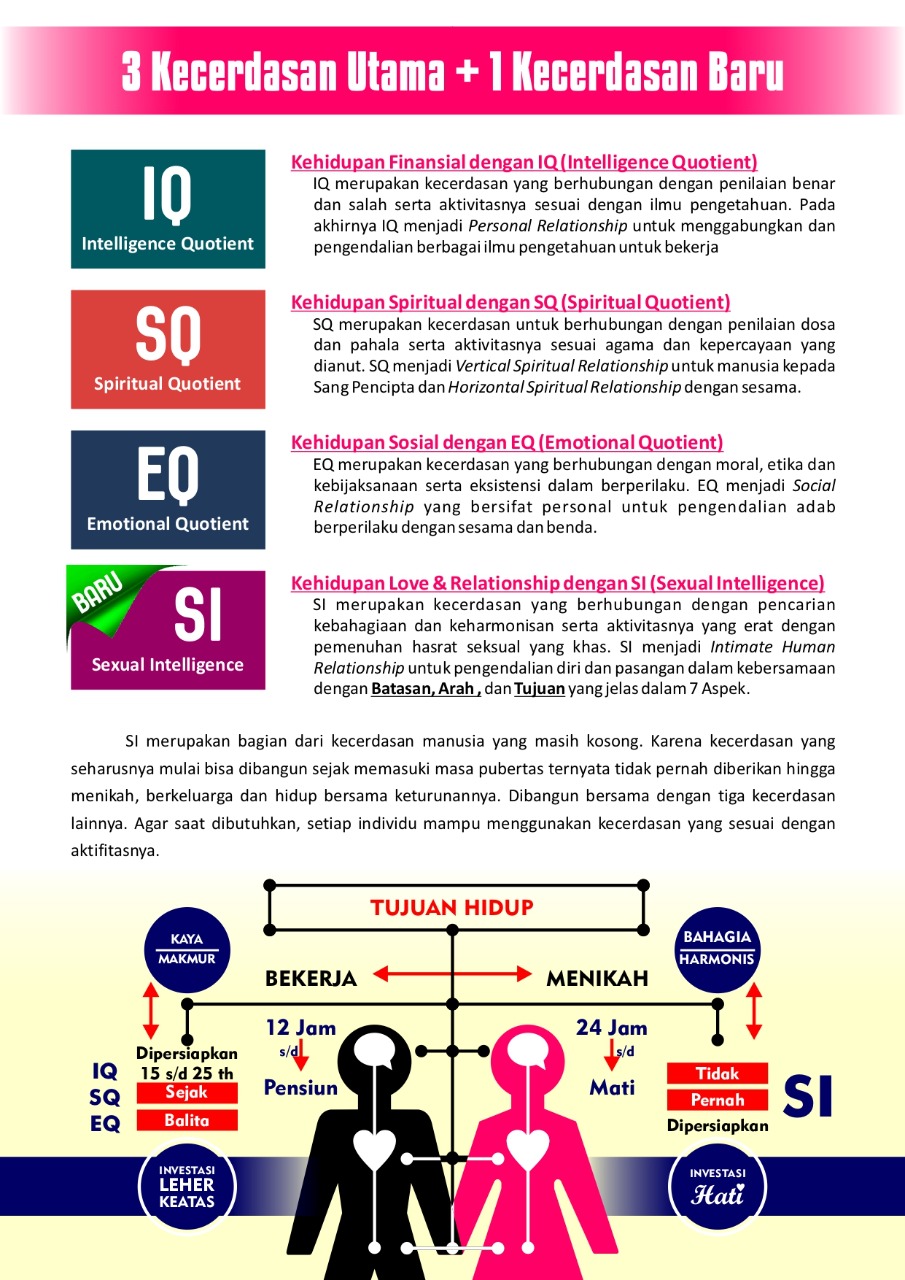 3 Kecerdasan Utama + 1 Kecerdasan Baru
IQ
Intelligence Quotient
Kehidupan Finansial dengan IQ (Intelligence Quotient)
IQ merupakan kecerdasan yang berhubungan dengan penilaian benar
dan salah serta aktivitasnya sesuai dengan ilmu pengetahuan. Pada
akhirnya IQ menjadi Personal Relationship untuk menggabungkan dan
pengendalian berbagai ilmu pengetahuan untuk bekerja
SQ
Spiritual Quotient
Kehidupan Spiritual dengan SQ (Spiritual Quotient)
SQ merupakan kecerdasan untuk berhubungan dengan penilaian dosa
dan pahala serta aktivitasnya sesuai agama dan kepercayaan yang
dianut. SQ menjadi Vertical Spiritual Relationship untuk manusia kepada
Sang Pencipta dan Horizontal Spiritual Relationship dengan sesama.
EQ
Emotional Quotient
Kehidupan Sosial dengan EQ (Emotional Quotient)
EQ merupakan kecerdasan yang berhubungan dengan moral, etika dan
kebijaksanaan serta eksistensi dalam berperilaku. EQ menjadi Social
Relationship yang bersifat personal untuk pengendalian adab
berperilaku dengan sesama dan benda.
BARU
SI
Sexual Intelligence
Kehidupan Love & Relationship dengan SI (Sexual Intelligence)
SI merupakan kecerdasan yang berhubungan dengan pencarian
kebahagiaan dan keharmonisan serta aktivitasnya yang erat dengan
pemenuhan hasrat seksual yang khas. SI menjadi Intimate Human
Relationship untuk pengendalian diri dan pasangan dalam kebersamaan
dengan Batasan, Arah , dan Tujuan yang jelas dalam 7 Aspek.
SI merupakan bagian dari kecerdasan manusia yang masih kosong. Karena kecerdasan yang
seharusnya mulai bisa dibangun sejak memasuki masa pubertas ternyata tidak pernah diberikan hingga
menikah, berkeluarga dan hidup bersama keturunannya. Dibangun bersama dengan tiga kecerdasan
lainnya. Agar saat dibutuhkan, setiap individu mampu menggunakan kecerdasan yang sesuai dengan
aktifitasnya.
TUJUAN HIDUP
KAYA
MAKMUR
BAHAGIA
HARMONIS
BEKERJA
MENIKAH
12 Jam
s/d
Pensiun
24 Jam
s/d
Mati
IQ
SQ
EQ
Dipersiapkan
15 s/d 25 th
Sejak
Balita
Tidak
Pernah
Dipersiapkan
SI
INVESTASI
LEHER
KEATAS
INVESTASI
Hati